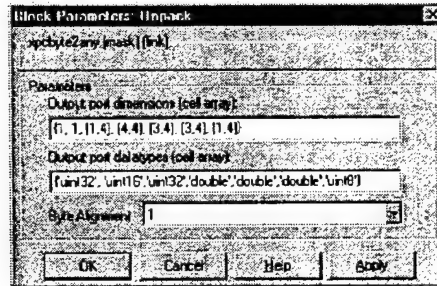 Block Parameters: Unpack
xpcbyte2any (mask) (link)
Parameters
Output port dimensions (cell array):
{1, 1, [1,4], [4,4], [3,4], [3,4], [1,4]}
Output port datatypes (cell array):
{'uint32', 'uint16','uint32','double','double','double','uint8'}
Byte Alignment 1
OK Cancel Help Apply